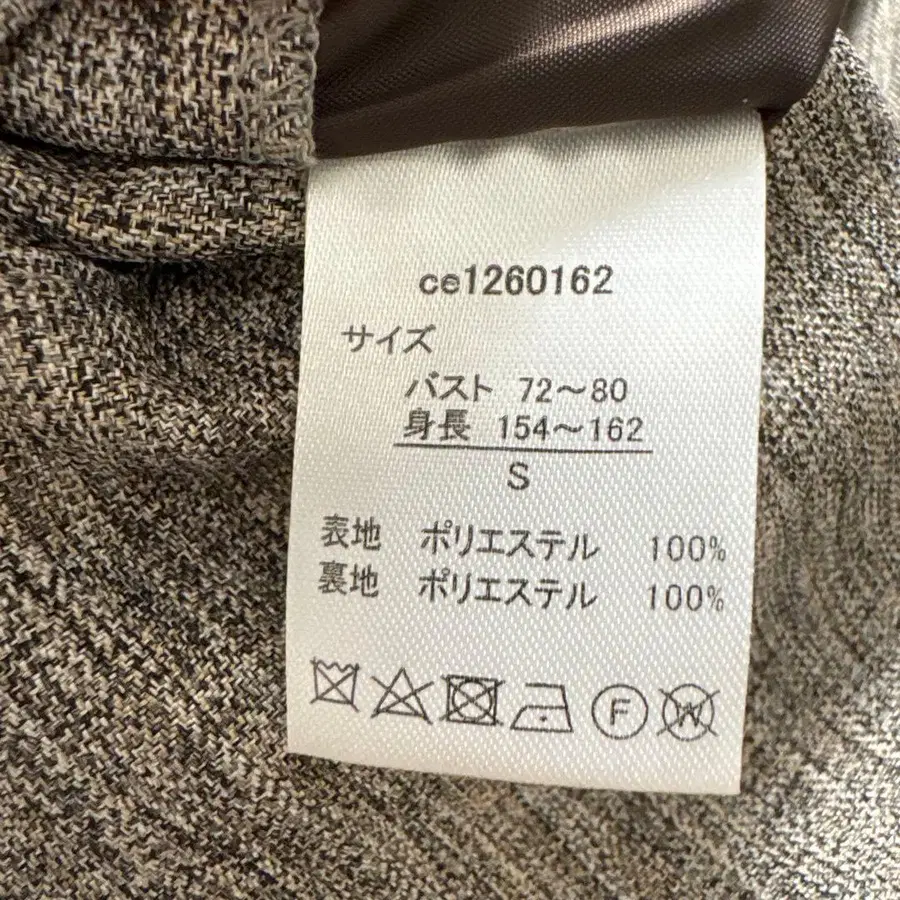 ce1260162
サイズ
バスト 72～80
身長 154～162
S
表地 ポリエステル 100%
裏地 ポリエステル 100%
F W